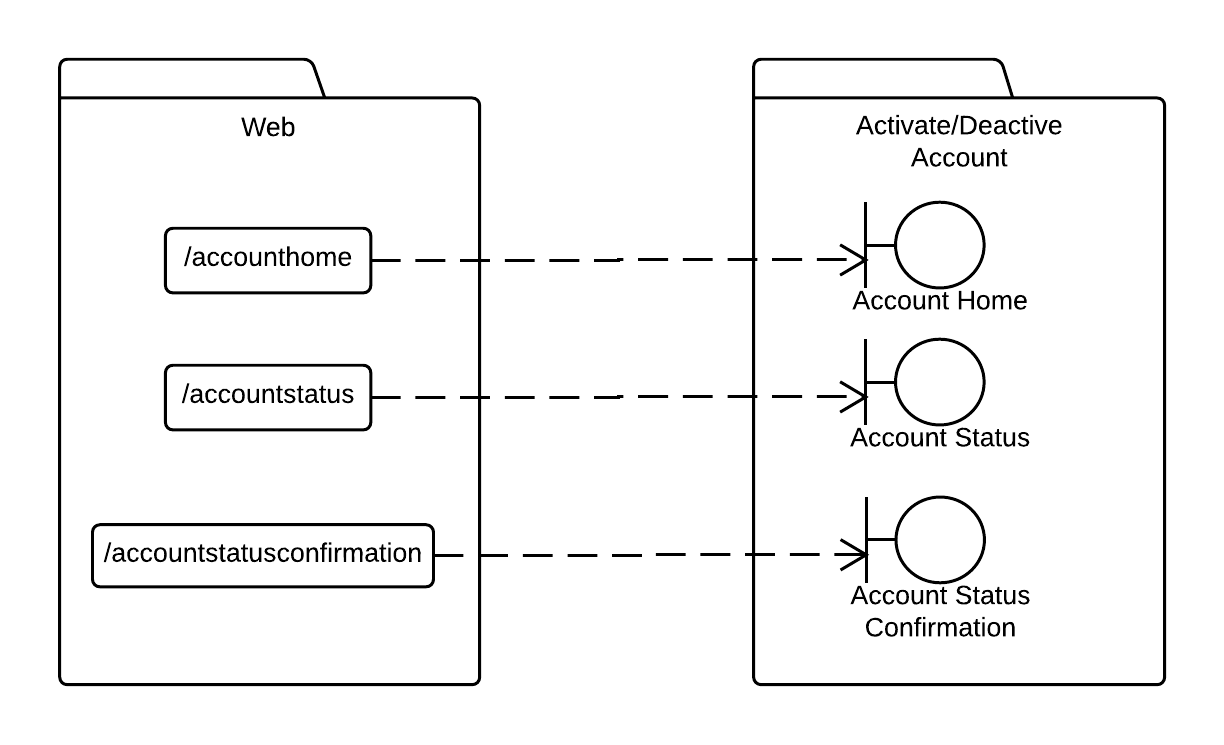 Web
/accounthome
/accountstatus
/accountstatusconfirmation
Activate/Deactive
Account
Account Home
Account Status
Account Status
Confirmation